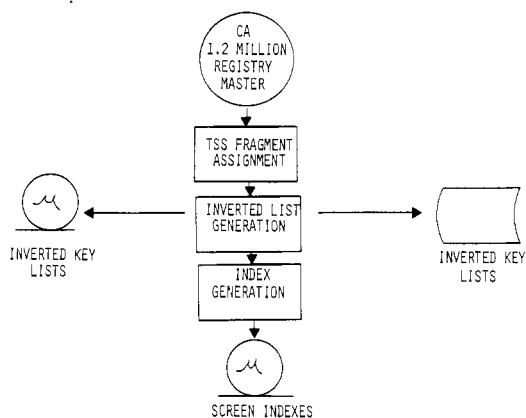 CA
1.2 MILLION
REGISTRY
MASTER
TSS FRAGMENT
ASSIGNMENT
INVERTED LIST
GENERATION
μ
INVERTED KEY
LISTS
INVERTED KEY
LISTS
INDEX
GENERATION
μ
SCREEN INDEXES